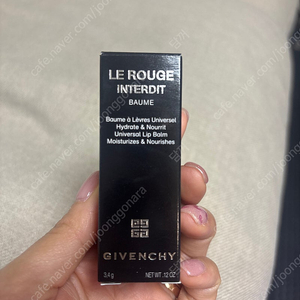 LE ROUGE
INTERDIT
BAUME
Baume à Lèvres Universel
Hydrate & Nourrit
Universal Lip Balm
Moisturizes & Nourishes
GIVENCHY
3,4 g NET WT .12 OZ